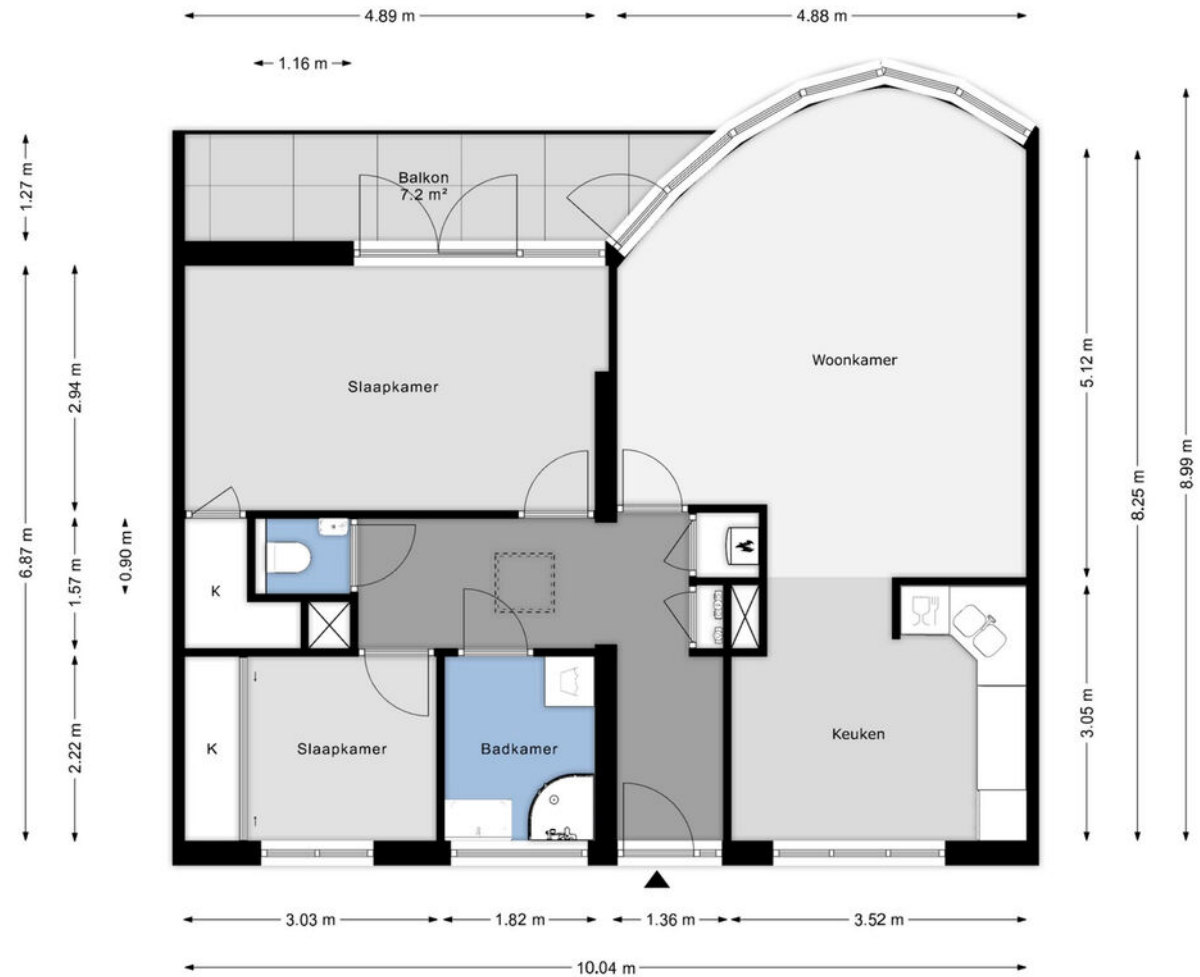 4.89 m
4.88 m
1.16 m
1.27 m
Balkon
7.2 m²
Woonkamer
Slaapkamer
2.94 m
6.87 m
1.57 m
0.90 m
2.22 m
5.12 m
8.25 m
8.99 m
3.05 m
K
K
Slaapkamer
Badkamer
Keuken
3.03 m
1.82 m
1.36 m
3.52 m
10.04 m